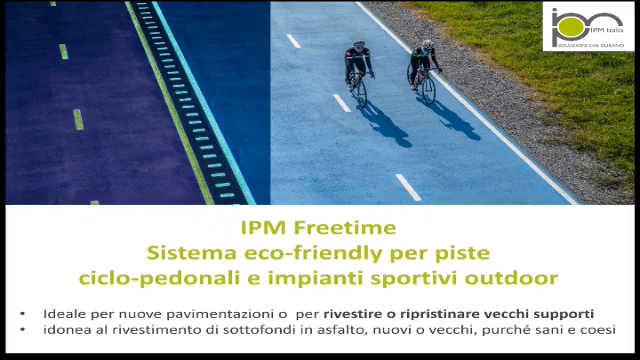 IPM Italia
SOLUZIONI CHE DURANO
IPM Freetime
Sistema eco-friendly per piste
ciclo-pedonali e impianti sportivi outdoor
• Ideale per nuove pavimentazioni o per rivestire o ripristinare vecchi supporti
• idonea al rivestimento di sottofondi in asfalto, nuovi o vecchi, purché sani e coesi